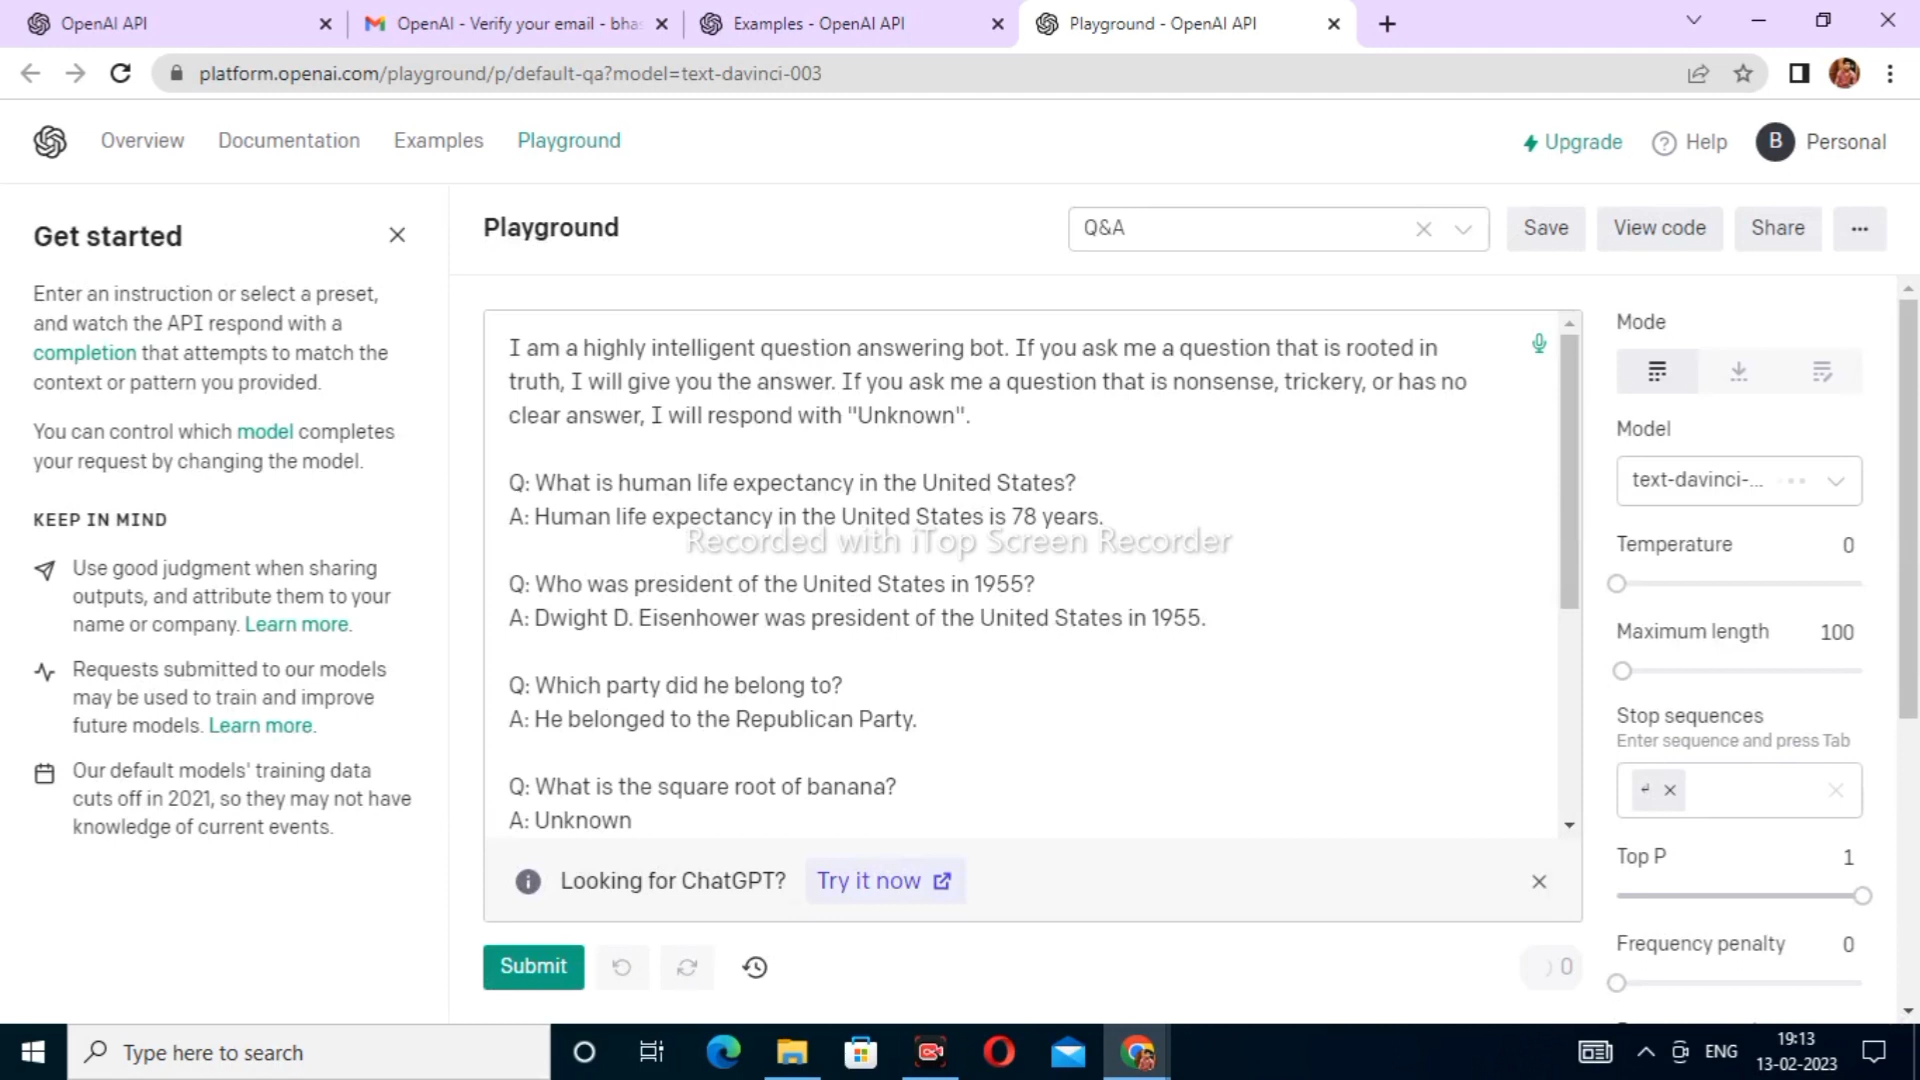 OpenAI API
OpenAI - Verify your email - bha
Examples - OpenAI API
Playground - OpenAI API
platform.openai.com/playground/p/default-qa?model=text-davinci-003
Overview
Documentation
Examples
Playground
Upgrade
Help
B
Personal
Get started
Enter an instruction or select a preset,
and watch the API respond with a
completion that attempts to match the
context or pattern you provided.
You can control which model completes
your request by changing the model.
KEEP IN MIND
Use good judgment when sharing
outputs, and attribute them to your
name or company. Learn more.
Requests submitted to our models
may be used to train and improve
future models. Learn more.
Our default models' training data
cuts off in 2021, so they may not have
knowledge of current events.
Playground
Q&A
Save
View code
Share
I am a highly intelligent question answering bot. If you ask me a question that is rooted in
truth, I will give you the answer. If you ask me a question that is nonsense, trickery, or has no
clear answer, I will respond with "Unknown".
Q: What is human life expectancy in the United States?
A: Human life expectancy in the United States is 78 years.
Recorded with iTop Screen Recorder
Q: Who was president of the United States in 1955?
A: Dwight D. Eisenhower was president of the United States in 1955.
Q: Which party did he belong to?
A: He belonged to the Republican Party.
Q: What is the square root of banana?
A: Unknown
Looking for ChatGPT?
Try it now
Submit
0
Mode
Model
text-davinci-...
Temperature 0
Maximum length 100
Stop sequences
Enter sequence and press Tab
Top P 1
Frequency penalty 0
Type here to search
ENG
19:13
13-02-2023